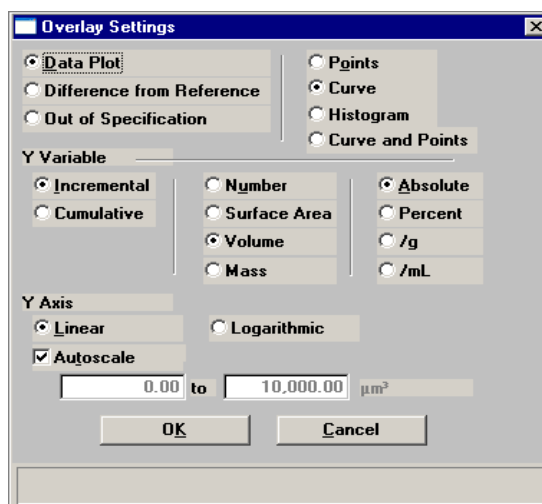 Overlay Settings
Data Plot
Difference from Reference
Out of Specification
Points
Curve
Histogram
Curve and Points
Y Variable
Incremental
Cumulative
Number
Surface Area
Volume
Mass
Absolute
Percent
/g
/mL
Y Axis
Linear
Logarithmic
Autoscale
0.00 to 10,000.00 µm³
OK
Cancel